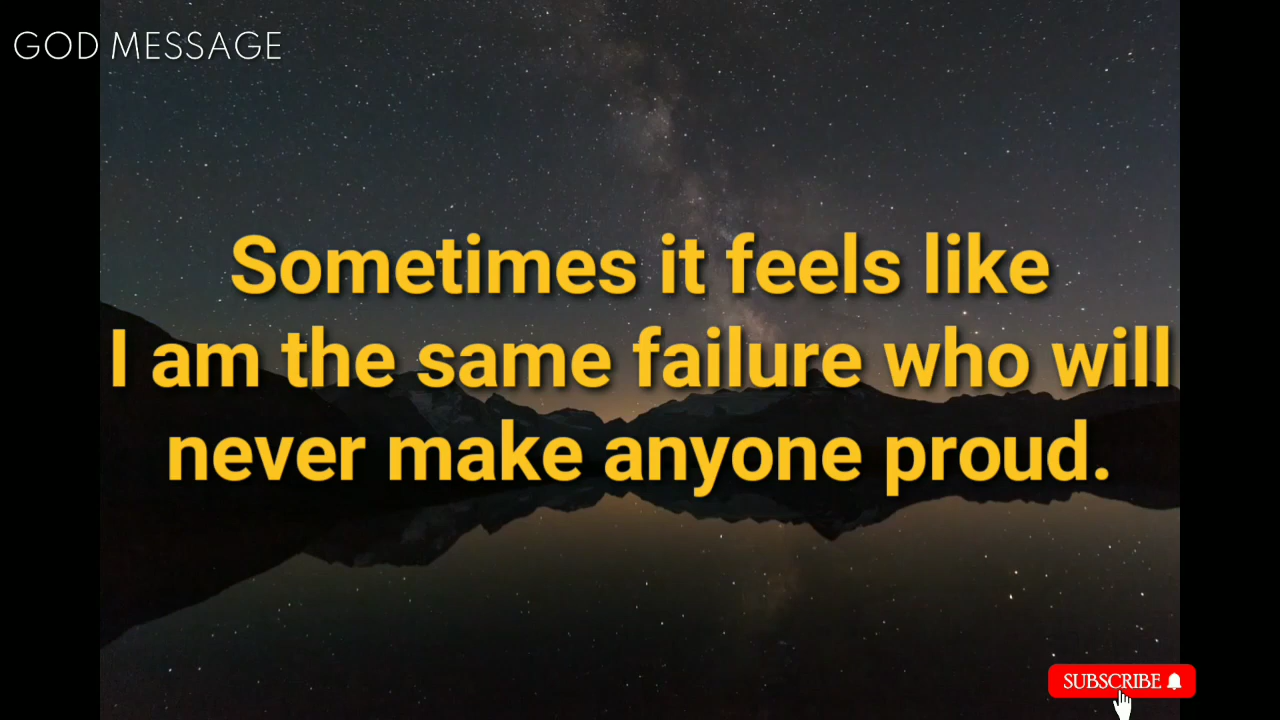 GOD MESSAGE
Sometimes it feels like
I am the same failure who will
never make anyone proud.
SUBSCRIBE